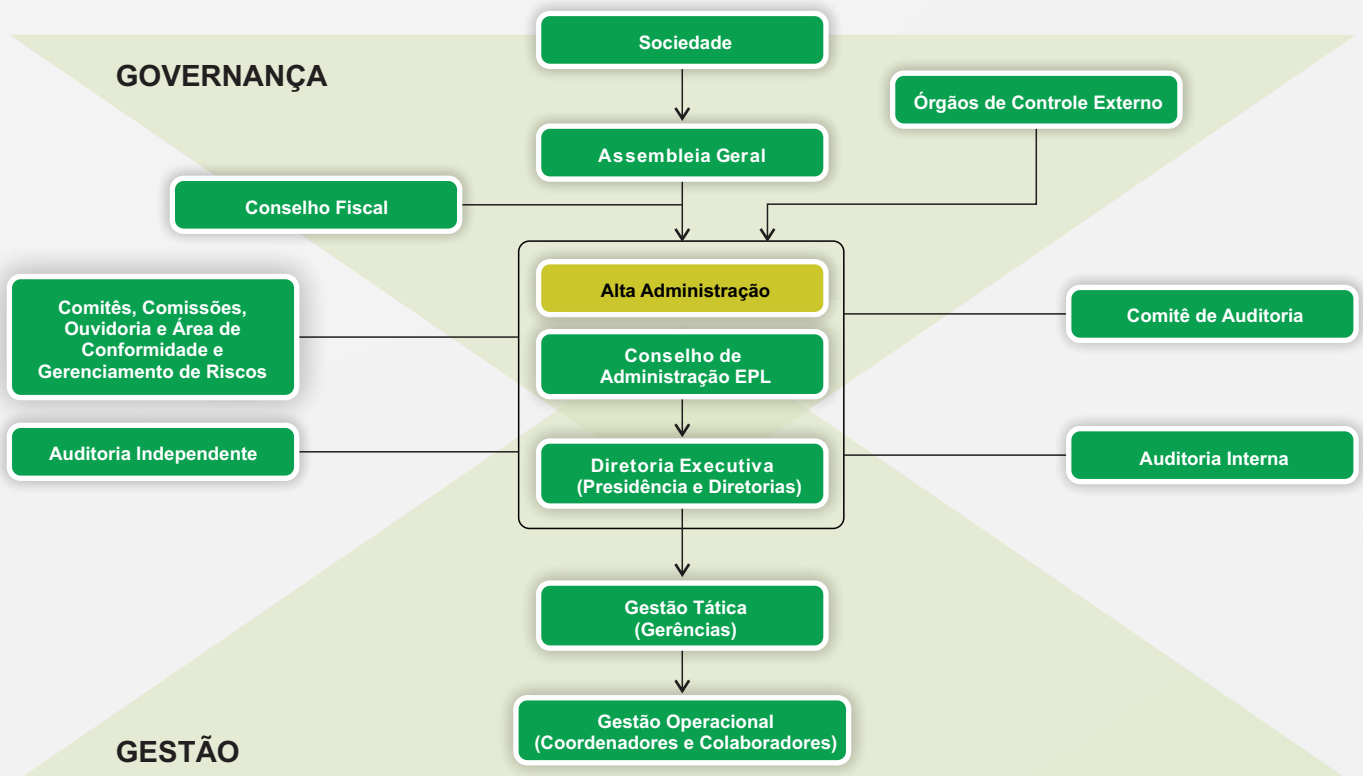 Sociedade
GOVERNANÇA
Órgãos de Controle Externo
Assembleia Geral
Conselho Fiscal
Alta Administração
Comitês, Comissões,
Ouvidoria e Área de
Conformidade e
Gerenciamento de Riscos
Comitê de Auditoria
Conselho de
Administração EPL
Auditoria Independente
Diretoria Executiva
(Presidência e Diretorias)
Auditoria Interna
Gestão Tática
(Gerências)
Gestão Operacional
(Coordenadores e Colaboradores)
GESTÃO